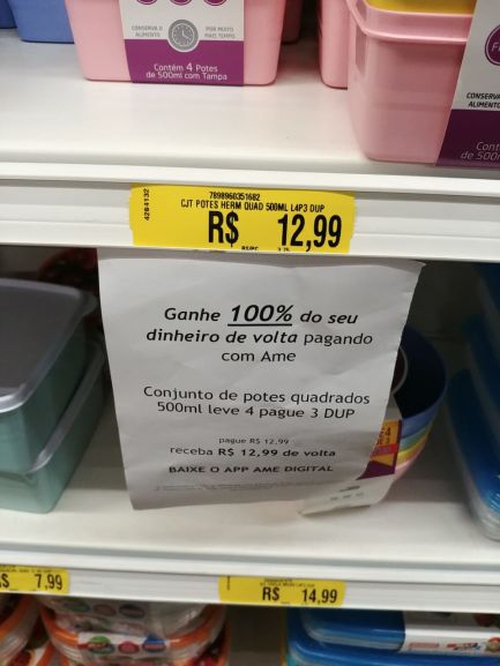 CONSERVA O
ALIMENTO
POR MUITO
MAIS TEMPO
Contém 4 Potes
de 500ml com Tampa
CONSERVA
ALIMENTO
Cont
de 500
4264132
7898960351682
CJT POTES HERM QUAD 500ML L4P3 DUP
R$ 12,99
Ganhe 100% do seu
dinheiro de volta pagando
com Ame
Conjunto de potes quadrados
500ml leve 4 pague 3 DUP
pague R$ 12,99
receba R$ 12,99 de volta
BAIXE O APP AME DIGITAL
$ 7,99
R$ 14,99